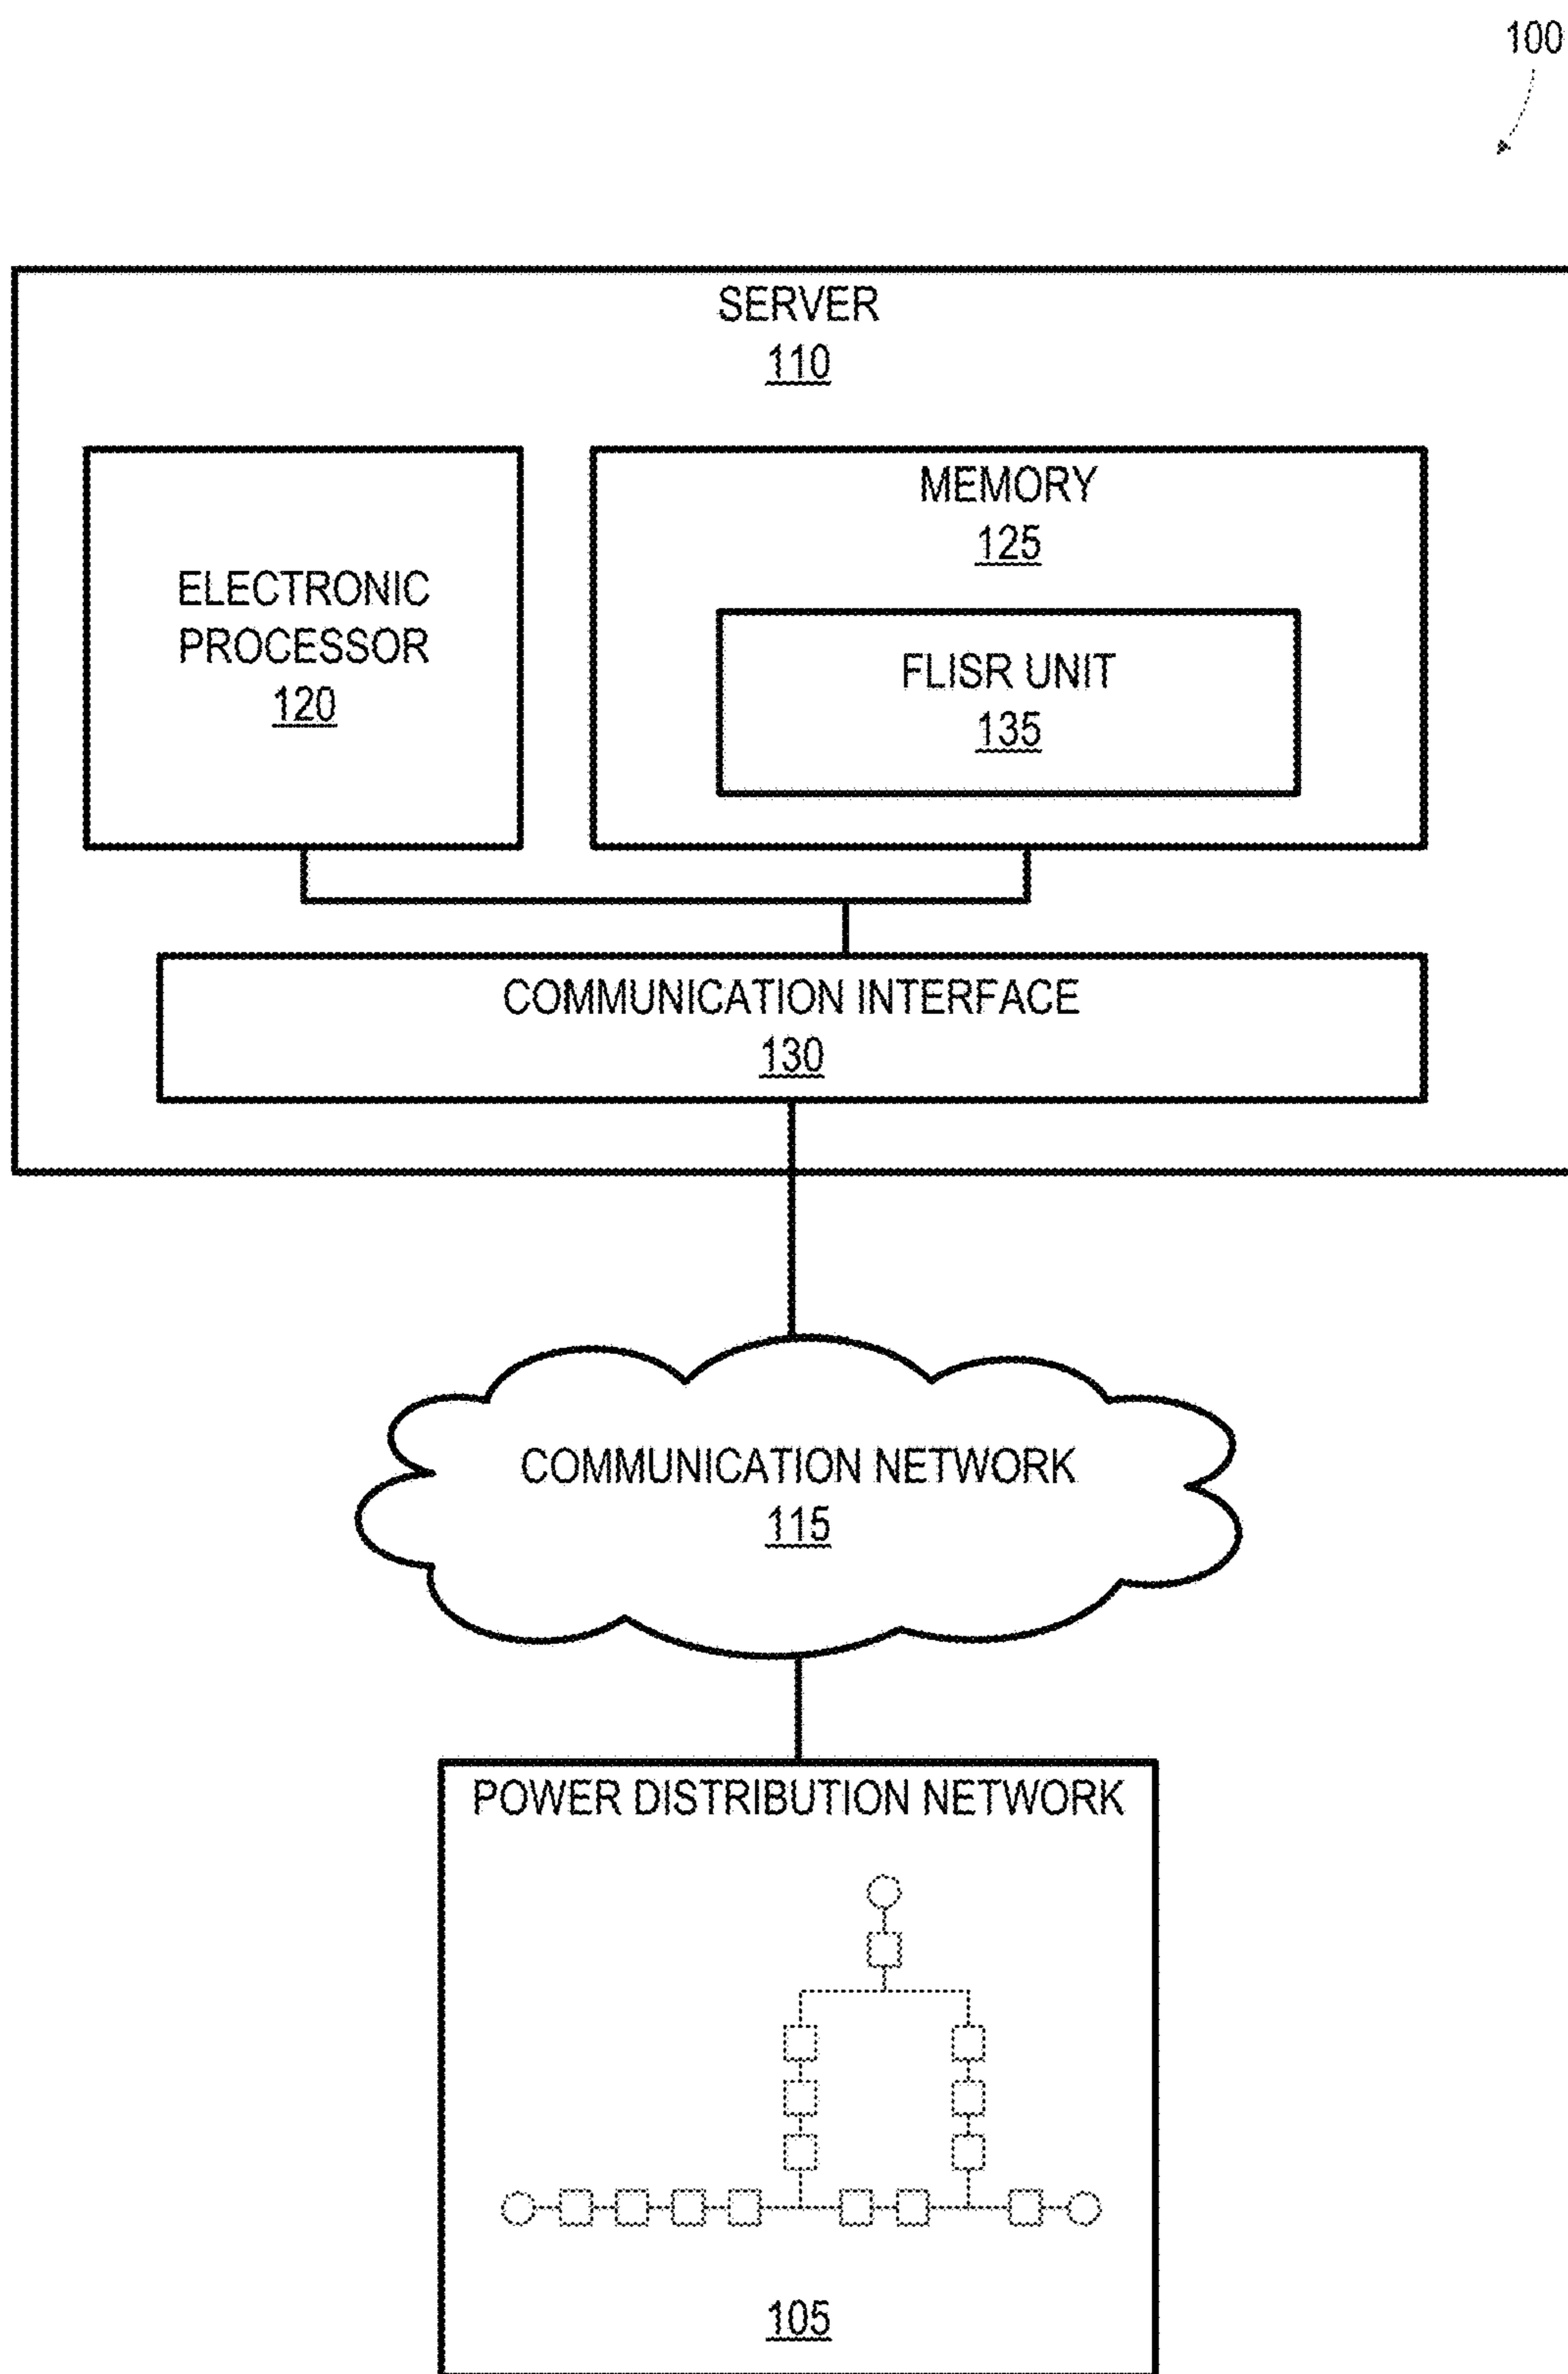 100
SERVER
110
ELECTRONIC
PROCESSOR
120
MEMORY
125
FLISR UNIT
135
COMMUNICATION INTERFACE
130
COMMUNICATION NETWORK
115
POWER DISTRIBUTION NETWORK
105